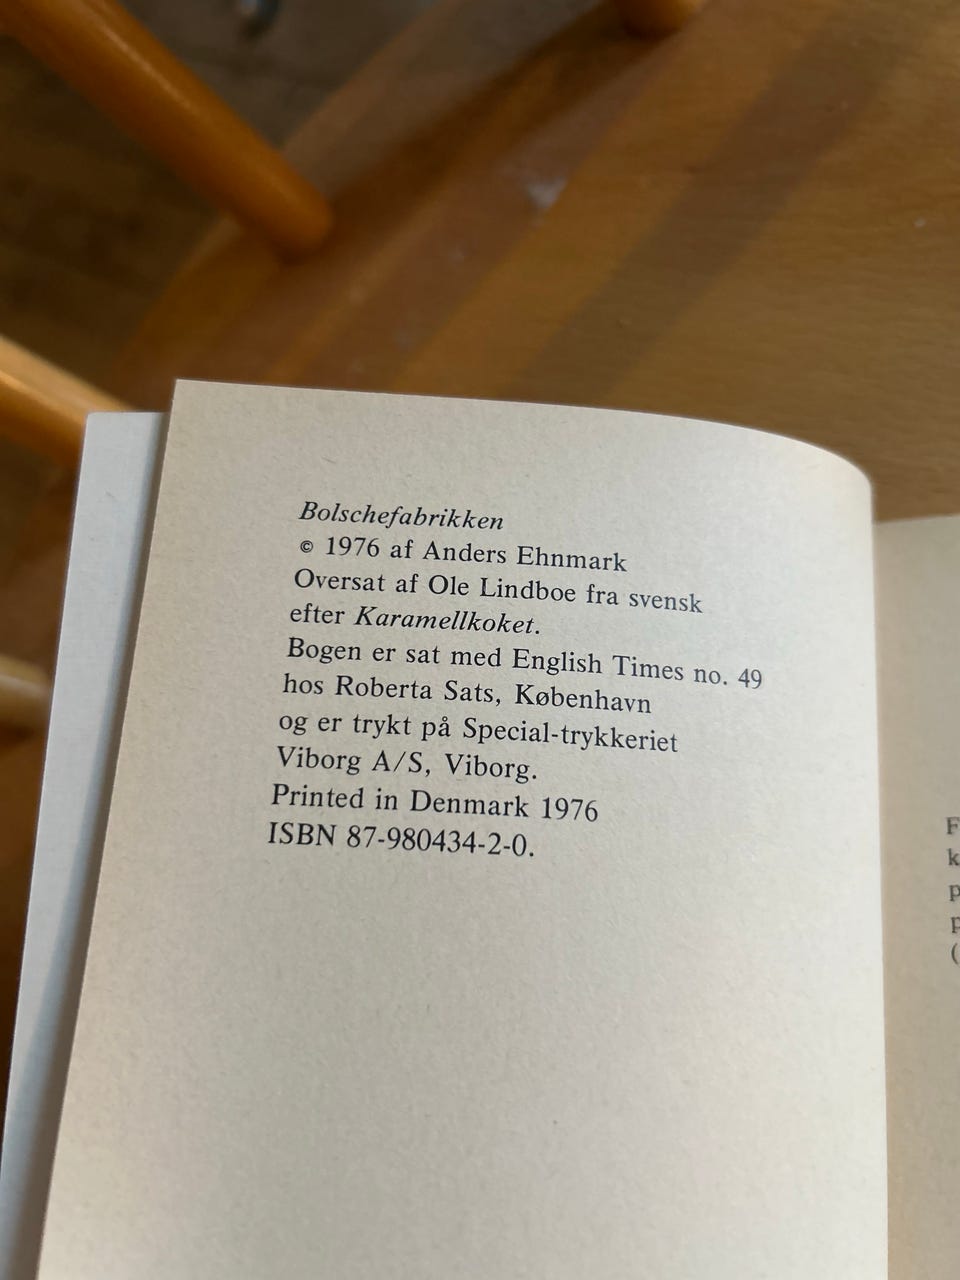 Bolschefabrikken
© 1976 af Anders Ehnmark
Oversat af Ole Lindboe fra svensk
efter Karamellkoket.
Bogen er sat med English Times no. 49
hos Roberta Sats, København
og er trykt på Special-trykkeriet
Viborg A/S, Viborg.
Printed in Denmark 1976
ISBN 87-980434-2-0.